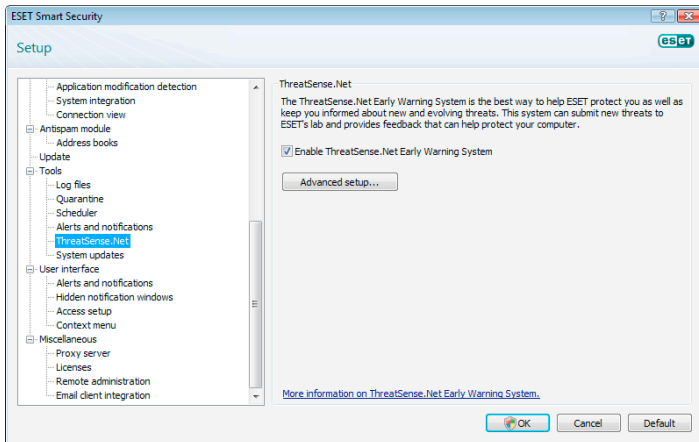 ESET Smart Security
Setup
eset
Application modification detection
System integration
Connection view
Antispam module
Address books
Update
Tools
Log files
Quarantine
Scheduler
Alerts and notifications
ThreatSense.Net
System updates
User interface
Alerts and notifications
Hidden notification windows
Access setup
Context menu
Miscellaneous
Proxy server
Licenses
Remote administration
Email client integration
ThreatSense.Net
The ThreatSense.Net Early Warning System is the best way to help ESET protect you as well as
keep you informed about new and evolving threats. This system can submit new threats to
ESET's lab and provides feedback that can help protect your computer.
Enable ThreatSense.Net Early Warning System
Advanced setup...
More information on ThreatSense.Net Early Warning System.
OK
Cancel
Default